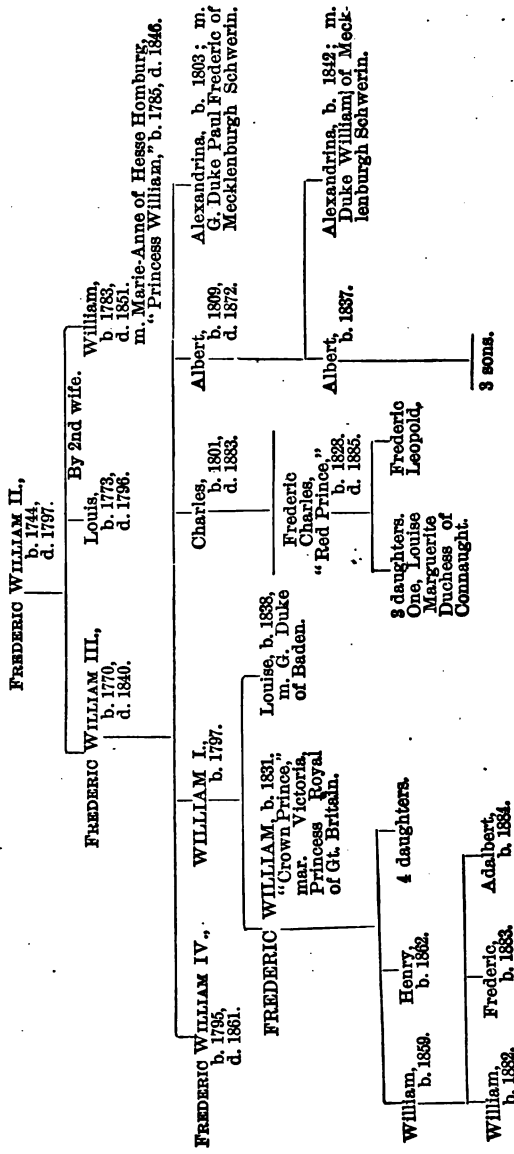 FREDERIC WILLIAM II.,
b. 1744,
d. 1797.
By 2nd wife.
FREDERIC WILLIAM III.,
b. 1770,
d. 1840.
Louis,
b. 1773,
d. 1796.
William,
b. 1783,
d. 1851.
m. Marie-Anne of Hesse Homburg,
"Princess William," b. 1785, d. 1846.
FREDERIC WILLIAM IV.,
b. 1795,
d. 1861.
WILLIAM I.,
b. 1797.
Charles,
b. 1801,
d. 1883.
Albert,
b. 1809,
d. 1872.
Alexandrina, b. 1803; m.
G. Duke Paul Frederic of
Mecklenburgh Schwerin.
FREDERIC WILLIAM, b. 1831.
"Crown Prince,"
mar. Victoria,
Princess Royal
of Gt. Britain.
Louise, b. 1838,
m. G. Duke
of Baden.
Frederic
Charles,
"Red Prince,"
b. 1828.
d. 1885.
Albert,
b. 1837.
Alexandrina, b. 1842; m.
Duke William of Meck-
lenburgh Schwerin.
William,
b. 1859.
Henry,
b. 1862.
4 daughters.
3 daughters.
One, Louise
Marguerite
Duchess of
Connaught.
Frederic
Leopold,
3 sons.
William,
b. 1882.
Frederic,
b. 1883.
Adalbert,
b. 1884.